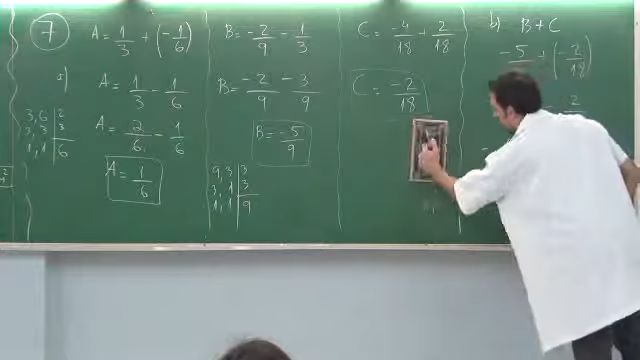 7
A = 1/3 + (-1/6)
A = 1/3 - 1/6
3, 6 | 2
3, 3 | 3
1, 1 | 6
A = 2/6 - 1/6
A = 1/6
B = -2/9 - 1/3
B = -2/9 - 3/9
B = -5/9
9, 3 | 3
3, 1 | 3
1, 1 | 9
C = -4/18 + 2/18
C = -2/18
b) B + C
-5 + (-2/18)
2